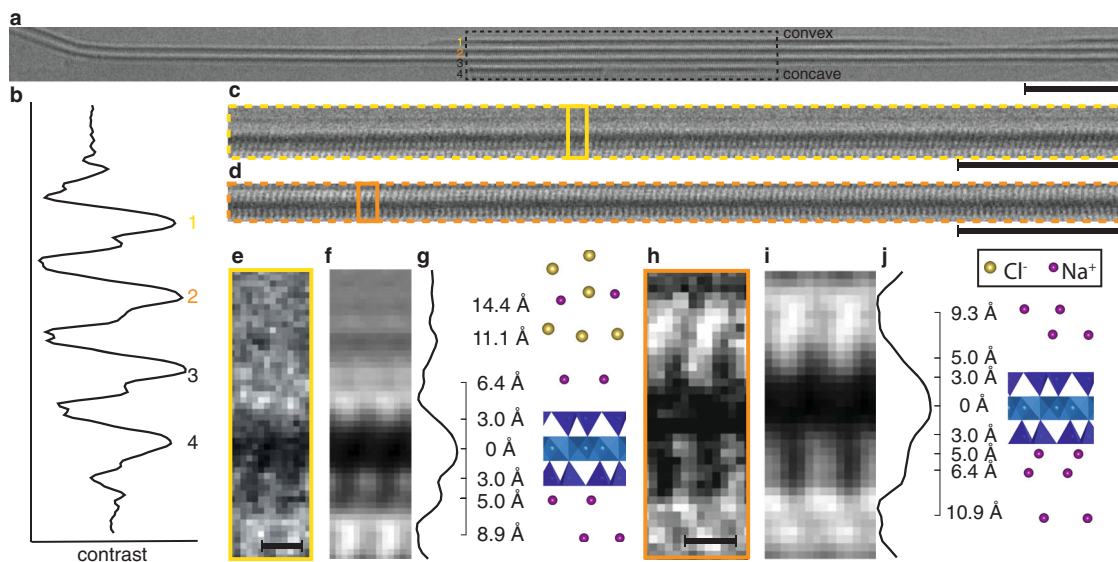 a
convex
1
2
3
4
concave
b
c
d
1
2
3
4
contrast
e
f
g
14.4 Å
11.1 Å
6.4 Å
3.0 Å
0 Å
3.0 Å
5.0 Å
8.9 Å
h
i
j
Cl⁻ Na⁺
9.3 Å
5.0 Å
3.0 Å
0 Å
3.0 Å
5.0 Å
6.4 Å
10.9 Å